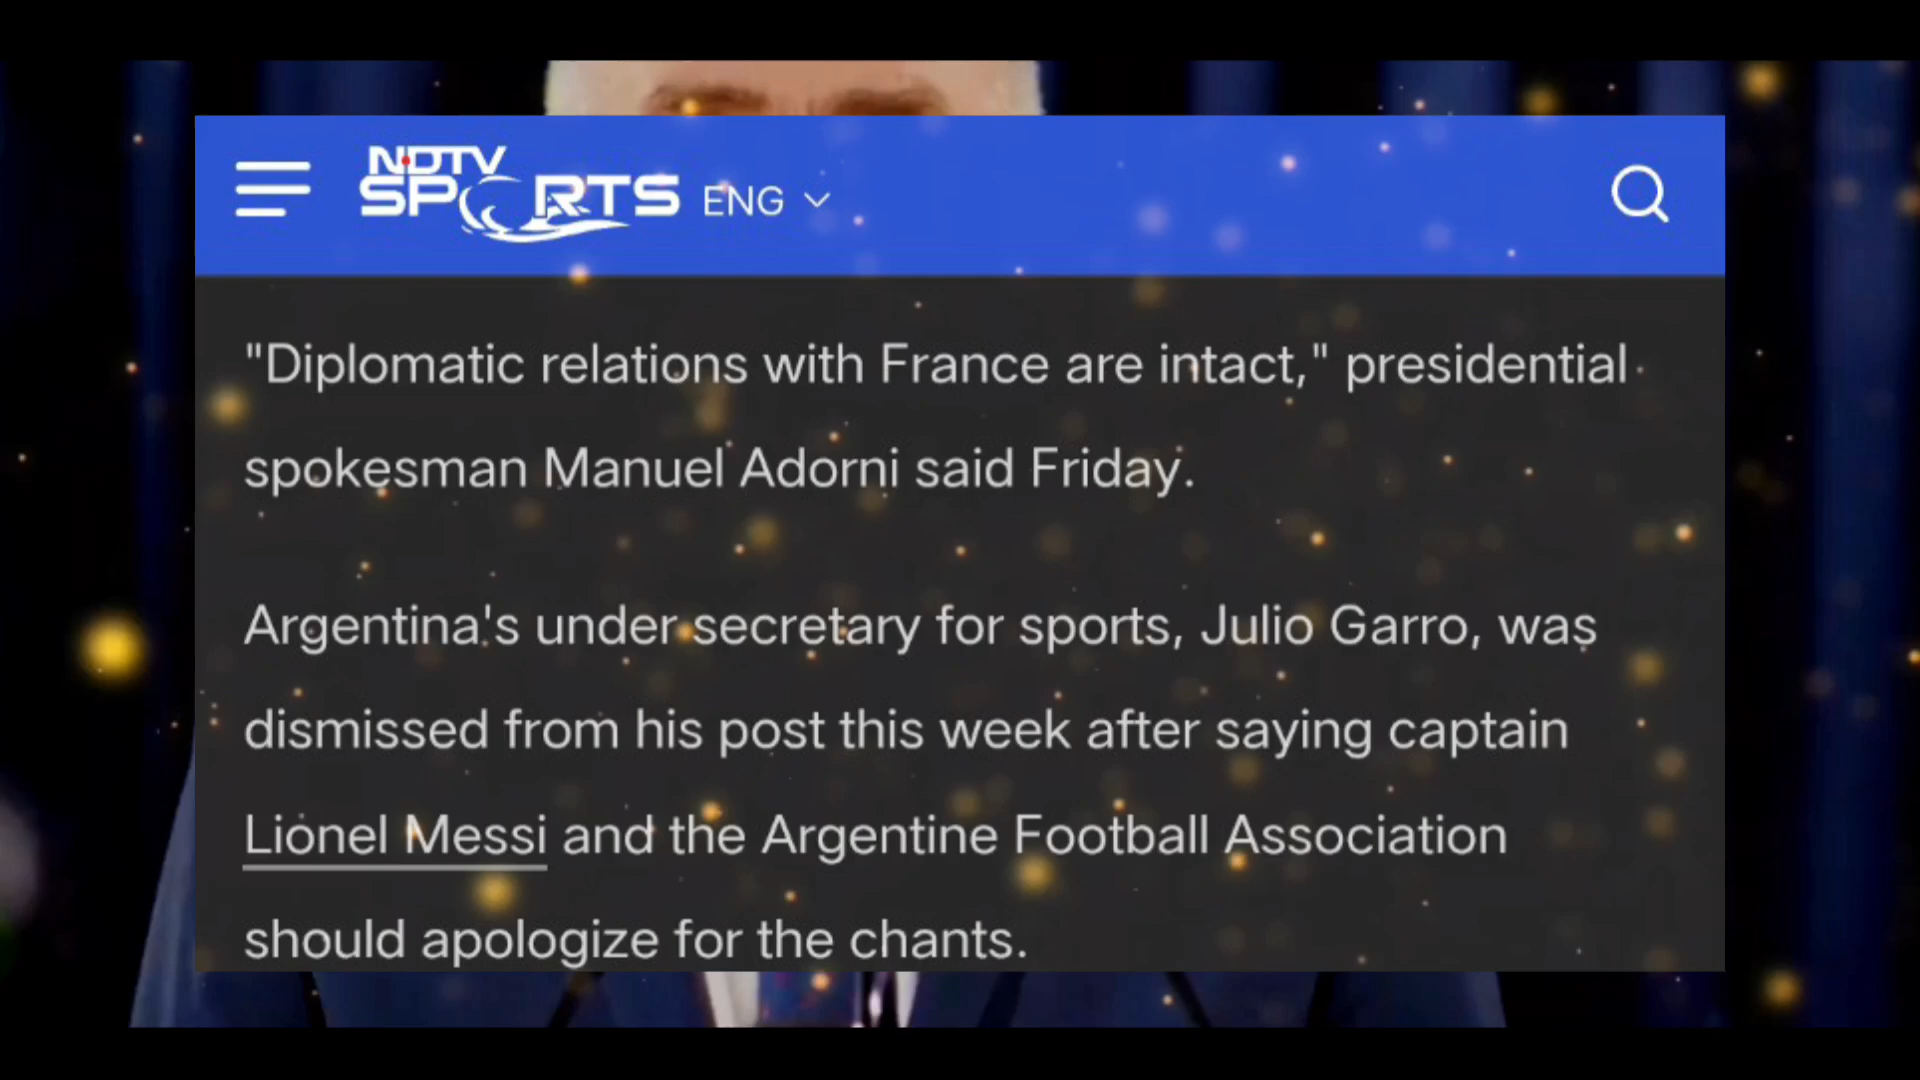 NDTV
SPORTS ENG
"Diplomatic relations with France are intact," presidential
spokesman Manuel Adorni said Friday.
Argentina's under secretary for sports, Julio Garro, was
dismissed from his post this week after saying captain
Lionel Messi and the Argentine Football Association
should apologize for the chants.